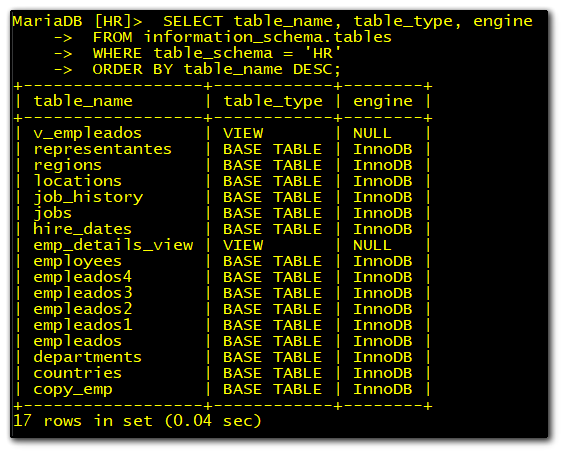 MariaDB [HR]>  SELECT table_name, table_type, engine
    ->  FROM information_schema.tables
    ->  WHERE table_schema = 'HR'
    ->  ORDER BY table_name DESC;
+------------------+------------+--------+
| table_name       | table_type | engine |
+------------------+------------+--------+
| v_empleados      | VIEW       | NULL   |
| representantes   | BASE TABLE | InnoDB |
| regions          | BASE TABLE | InnoDB |
| locations        | BASE TABLE | InnoDB |
| job_history      | BASE TABLE | InnoDB |
| jobs             | BASE TABLE | InnoDB |
| hire_dates       | BASE TABLE | InnoDB |
| emp_details_view | VIEW       | NULL   |
| employees        | BASE TABLE | InnoDB |
| empleados4       | BASE TABLE | InnoDB |
| empleados3       | BASE TABLE | InnoDB |
| empleados2       | BASE TABLE | InnoDB |
| empleados1       | BASE TABLE | InnoDB |
| empleados        | BASE TABLE | InnoDB |
| departments      | BASE TABLE | InnoDB |
| countries        | BASE TABLE | InnoDB |
| copy_emp         | BASE TABLE | InnoDB |
+------------------+------------+--------+
17 rows in set (0.04 sec)